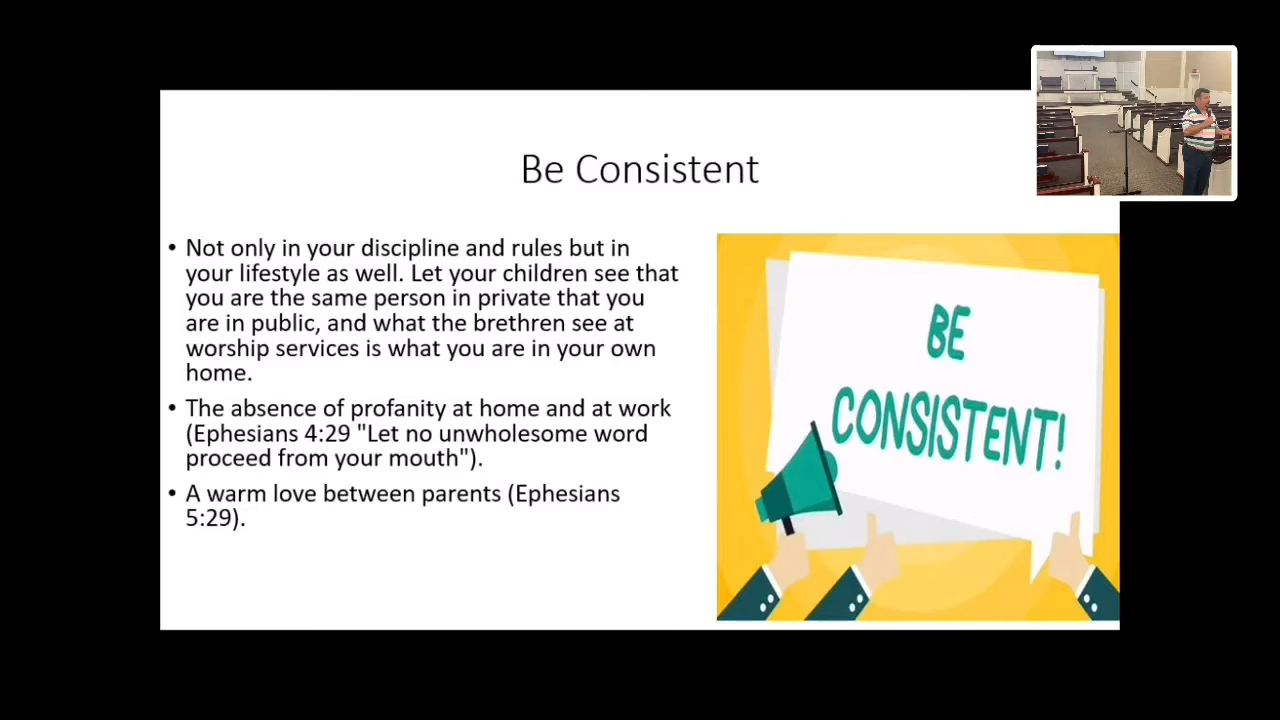 Be Consistent
• Not only in your discipline and rules but in
your lifestyle as well. Let your children see that
you are the same person in private that you
are in public, and what the brethren see at
worship services is what you are in your own
home.
• The absence of profanity at home and at work
(Ephesians 4:29 "Let no unwholesome word
proceed from your mouth").
• A warm love between parents (Ephesians
5:29).
BE
CONSISTENT!